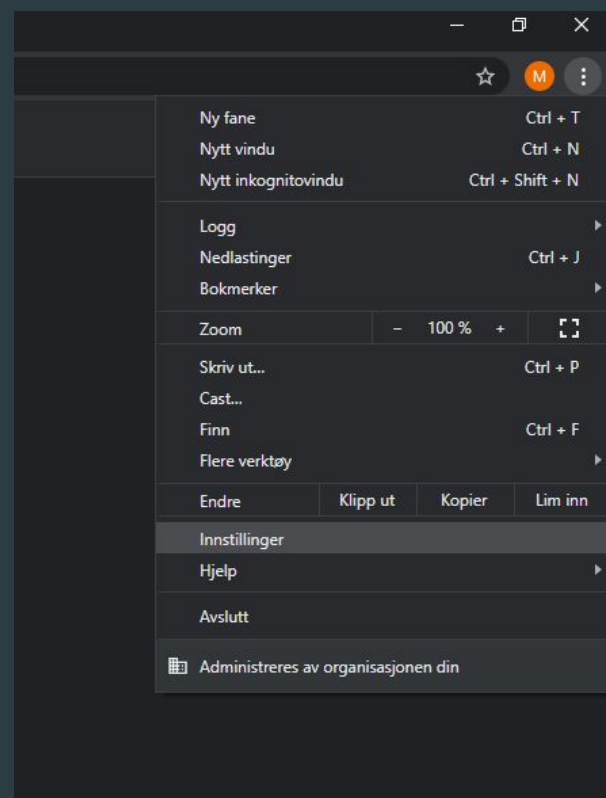 M
Ny fane Ctrl + T
Nytt vindu Ctrl + N
Nytt inkognitovindu Ctrl + Shift + N
Logg
Nedlastinger Ctrl + J
Bokmerker
Zoom – 100 % +
Skriv ut... Ctrl + P
Cast...
Finn Ctrl + F
Flere verktøy
Endre Klipp ut Kopier Lim inn
Innstillinger
Hjelp
Avslutt
Administreres av organisasjonen din